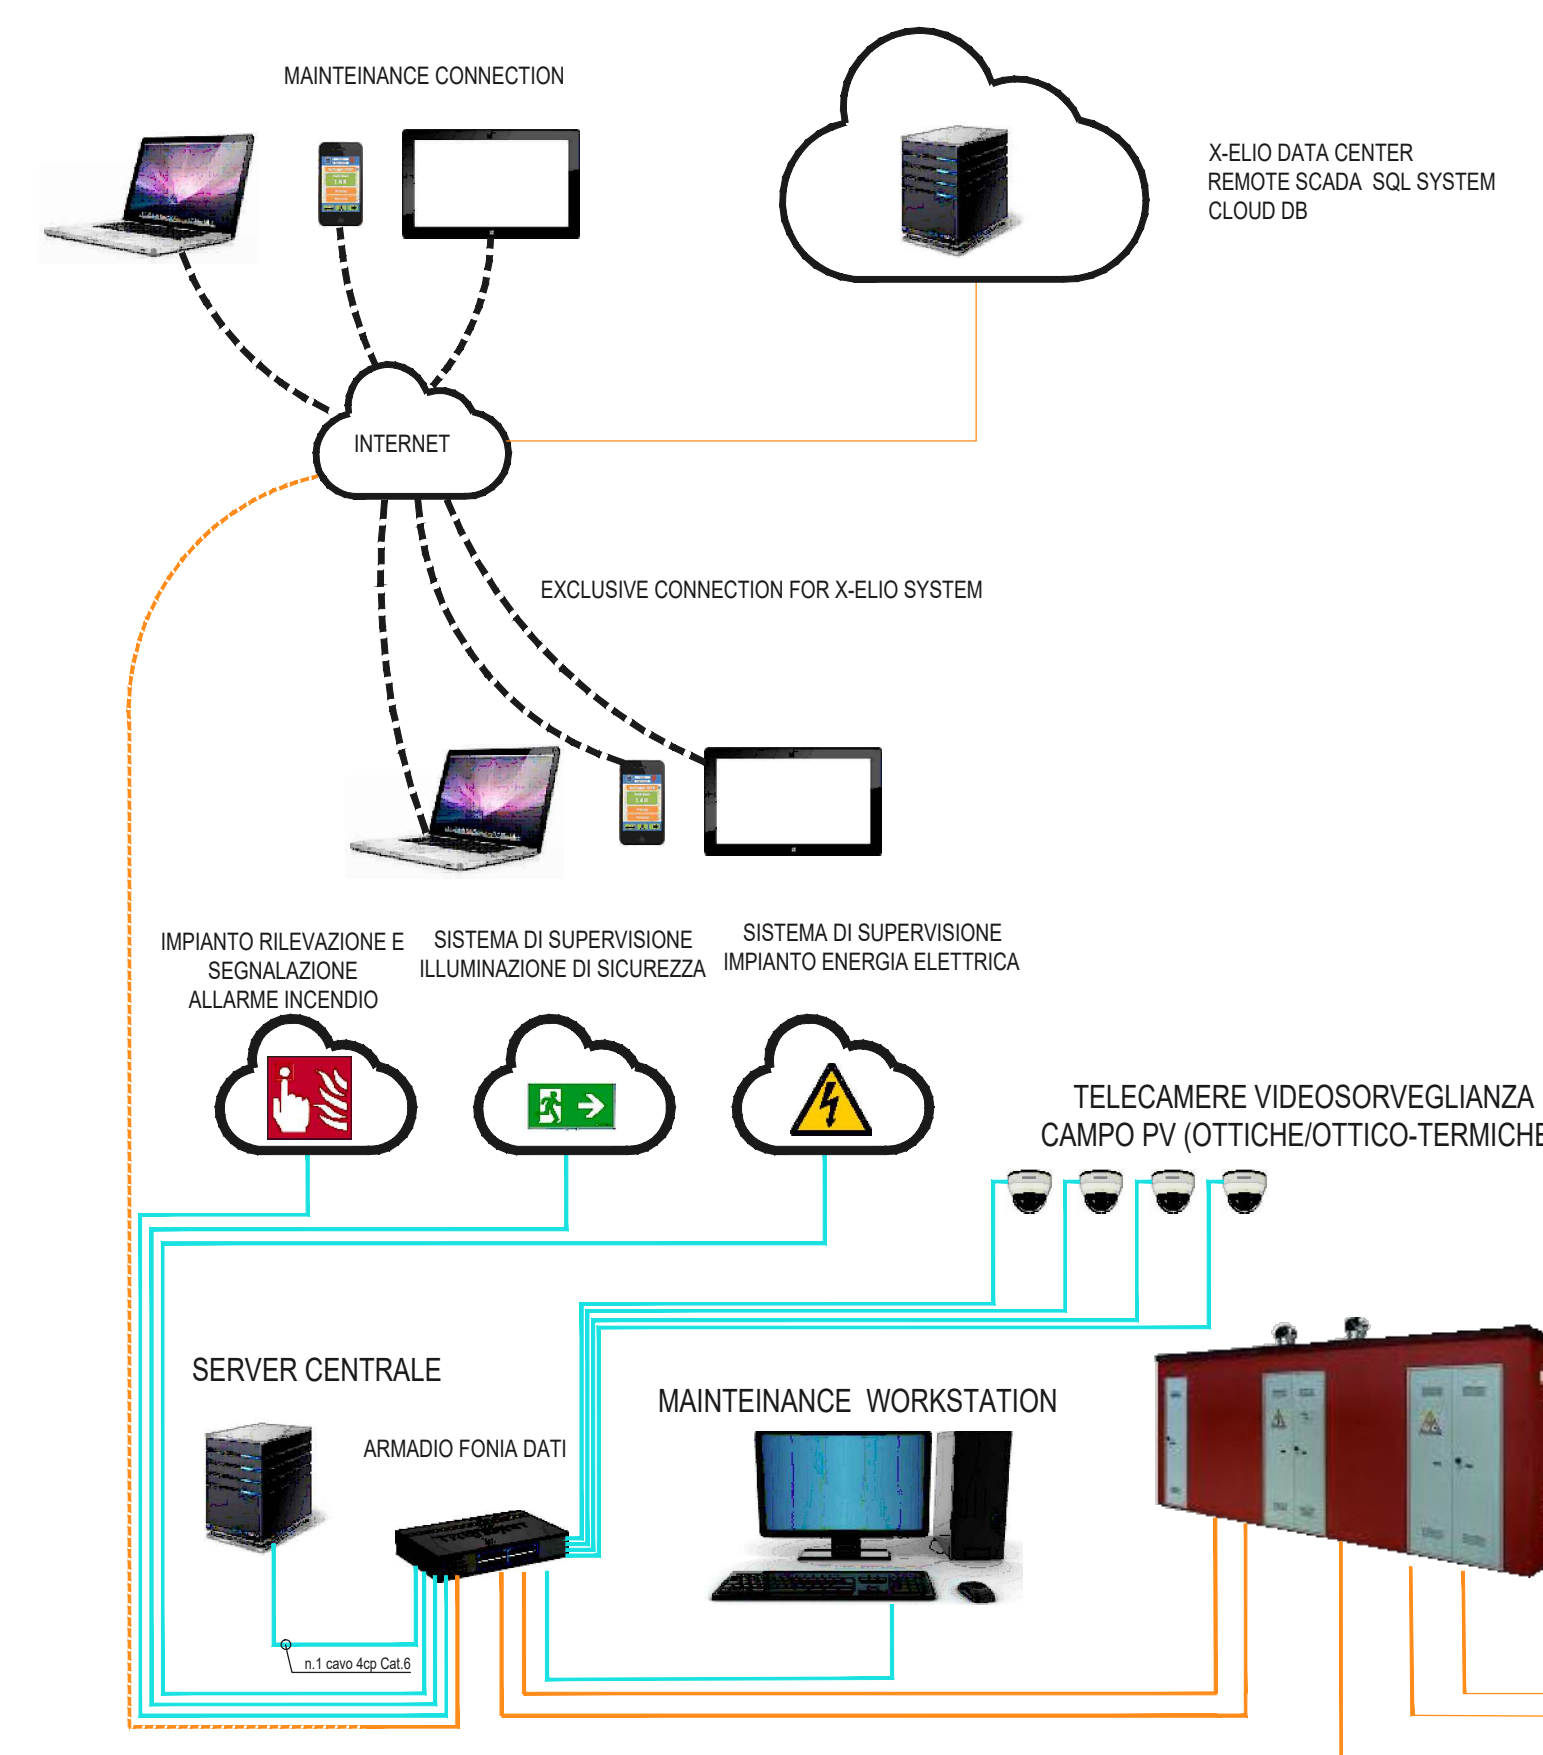 MAINTEINANCE CONNECTION
X-ELIO DATA CENTER
REMOTE SCADA SQL SYSTEM
CLOUD DB
INTERNET
EXCLUSIVE CONNECTION FOR X-ELIO SYSTEM
IMPIANTO RILEVAZIONE E
SEGNALAZIONE
ALLARME INCENDIO
SISTEMA DI SUPERVISIONE
ILLUMINAZIONE DI SICUREZZA
SISTEMA DI SUPERVISIONE
IMPIANTO ENERGIA ELETTRICA
TELECAMERE VIDEOSORVEGLIANZA
CAMPO PV (OTTICHE/OTTICO-TERMICHE
SERVER CENTRALE
ARMADIO FONIA DATI
MAINTEINANCE WORKSTATION
n.1 cavo 4cp Cat.6